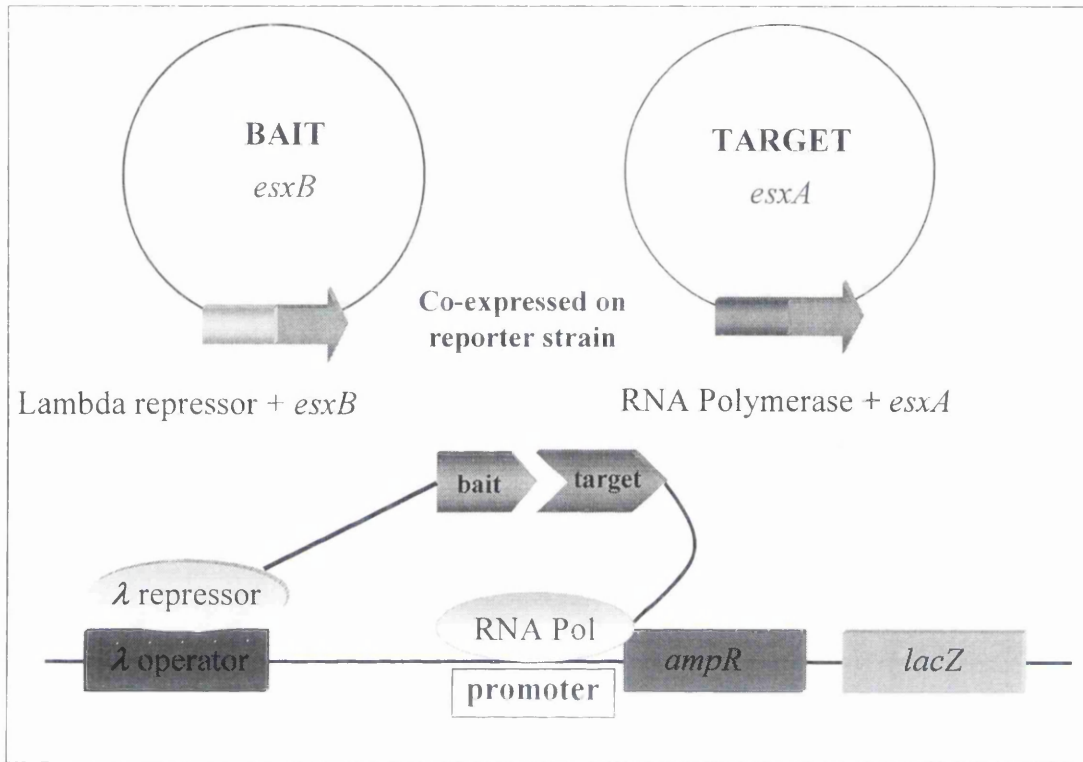 BAIT
esxB
TARGET
esxA
Co-expressed on
reporter strain
Lambda repressor + esxB
RNA Polymerase + esxA
bait
target
λ repressor
RNA Pol
λ operator
ampR
lacZ
promoter